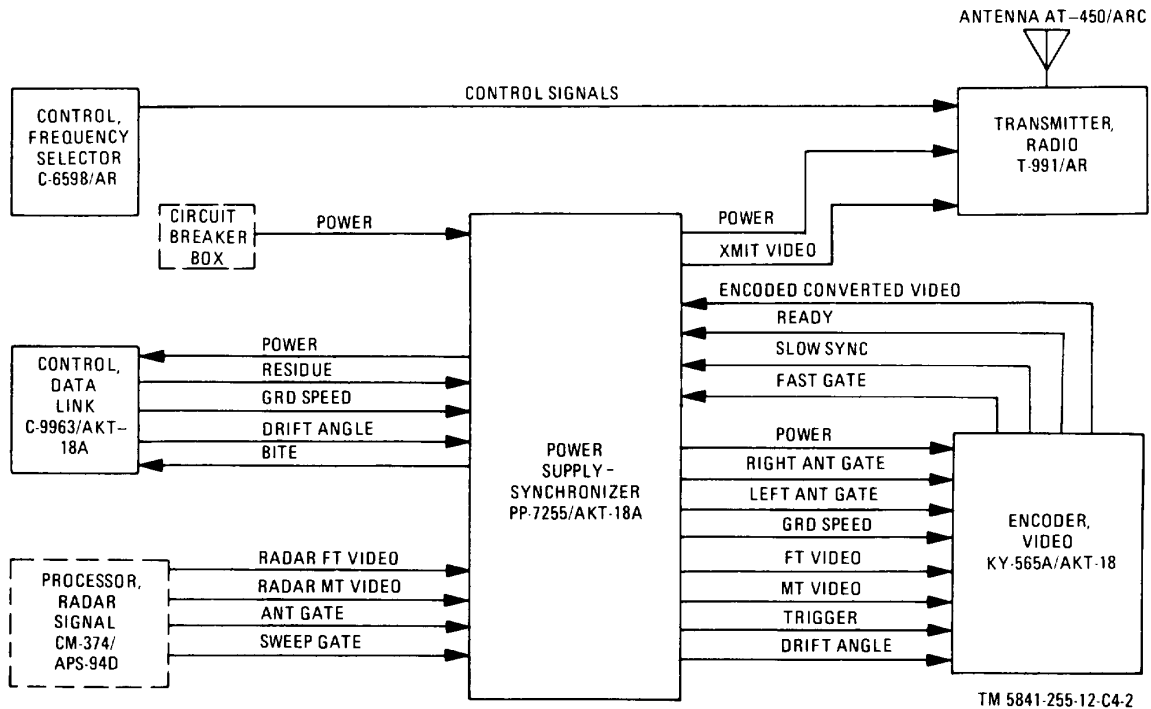 ANTENNA AT-450/ARC
CONTROL SIGNALS
CONTROL,
FREQUENCY
SELECTOR
C-6598/AR
TRANSMITTER,
RADIO
T-991/AR
CIRCUIT
BREAKER
BOX
POWER
POWER
XMIT VIDEO
ENCODED CONVERTED VIDEO
READY
SLOW SYNC
FAST GATE
CONTROL,
DATA
LINK
C-9963/AKT-
18A
POWER
RESIDUE
GRD SPEED
DRIFT ANGLE
BITE
POWER
SUPPLY-
SYNCHRONIZER
PP-7255/AKT-18A
POWER
RIGHT ANT GATE
LEFT ANT GATE
GRD SPEED
FT VIDEO
MT VIDEO
TRIGGER
DRIFT ANGLE
ENCODER,
VIDEO
KY-565A/AKT-18
PROCESSOR,
RADAR
SIGNAL
CM-374/
APS-94D
RADAR FT VIDEO
RADAR MT VIDEO
ANT GATE
SWEEP GATE
TM 5841-255-12-C4-2